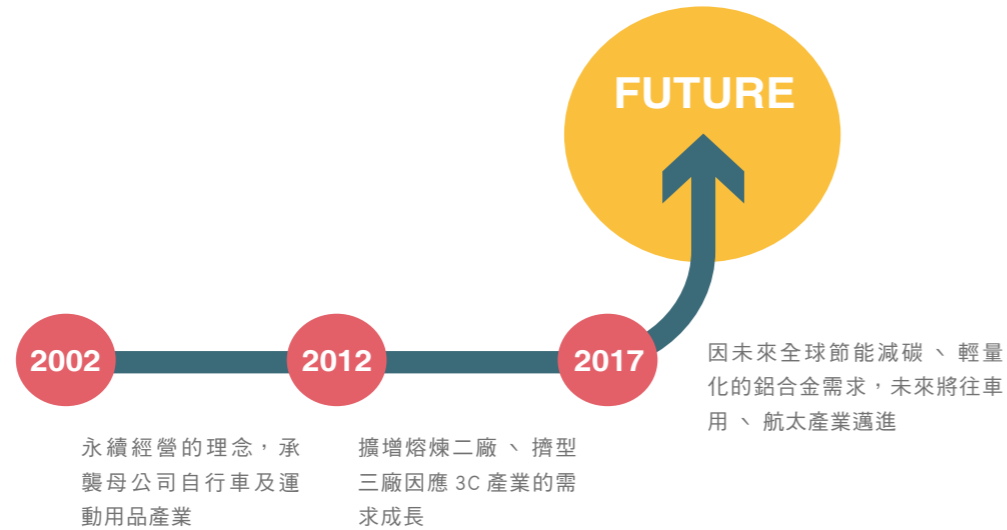 FUTURE
2002
2012
2017
永續經營的理念，承
襲母公司自行車及運
動用品產業
擴增熔煉二廠、擠型
三廠因應 3C 產業的需
求成長
因未來全球節能減碳、輕量
化的鋁合金需求，未來將往車
用、航太產業邁進